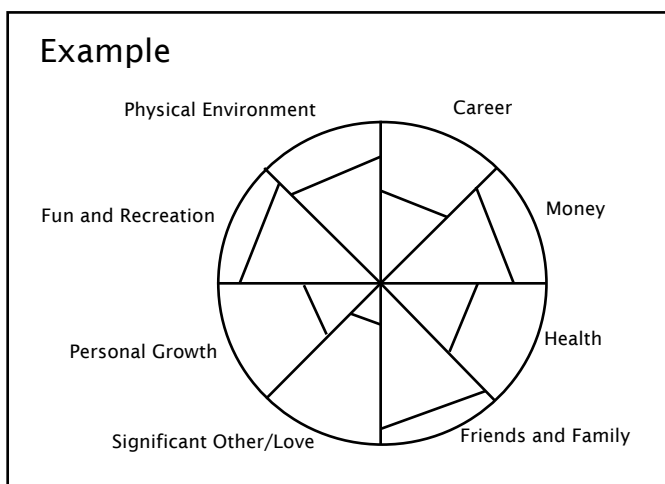 Example
Physical Environment
Career
Fun and Recreation
Money
Personal Growth
Health
Significant Other/Love
Friends and Family